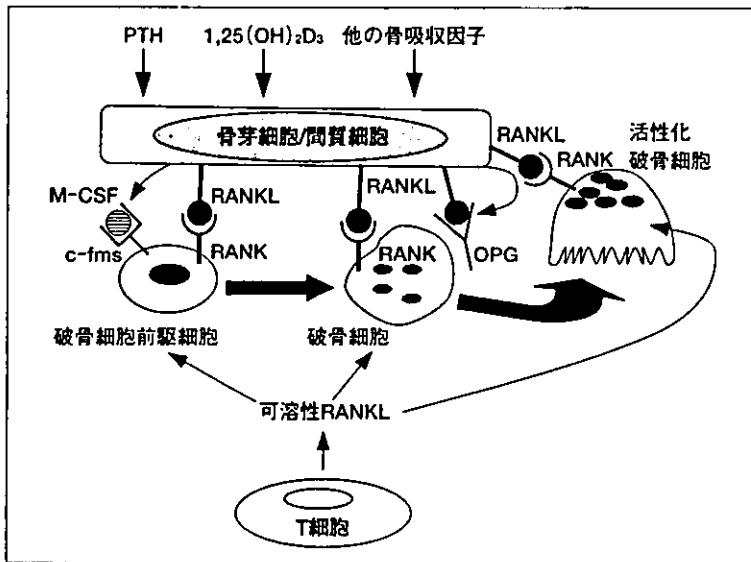 PTH 1,25(OH)₂D₃ 他の骨吸収因子
骨芽細胞/間質細胞
RANKL
RANK
活性化
破骨細胞
M-CSF
RANKL
RANKL
c-fms
RANK
RANK
OPG
破骨細胞前駆細胞
破骨細胞
可溶性RANKL
T細胞